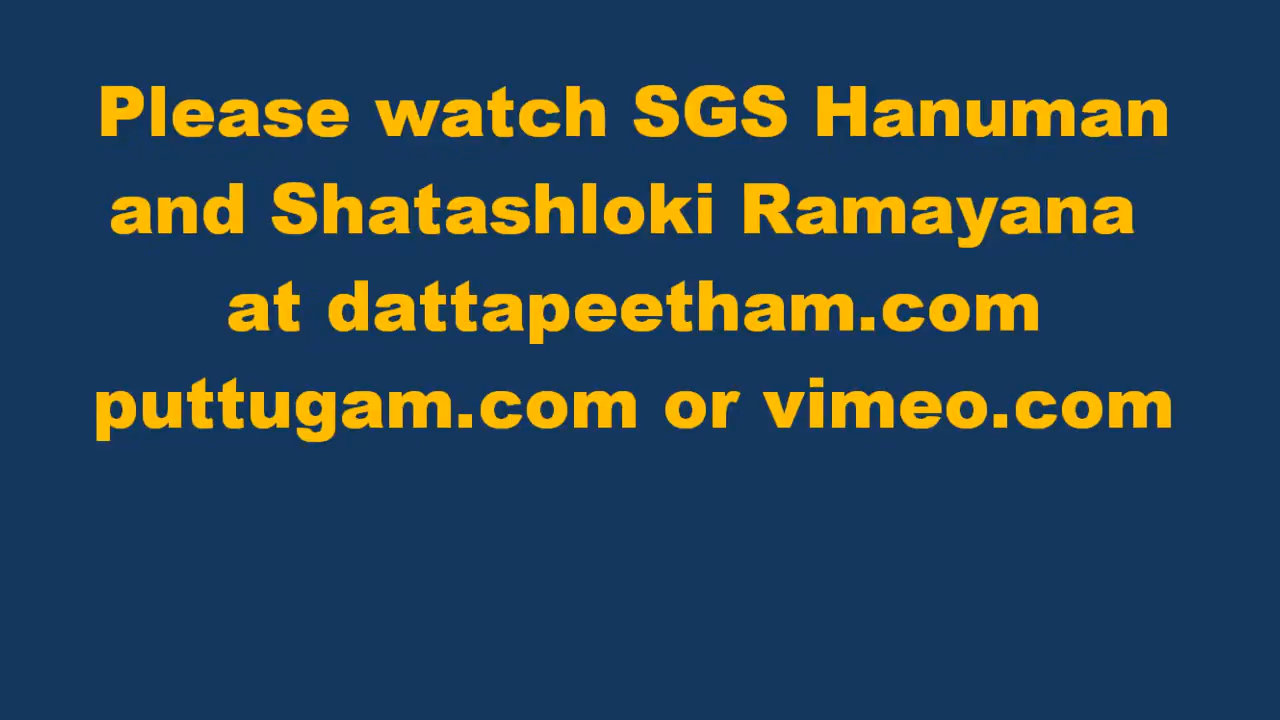 Please watch SGS Hanuman
and Shatashloki Ramayana
at dattapeetham.com
puttugam.com or vimeo.com